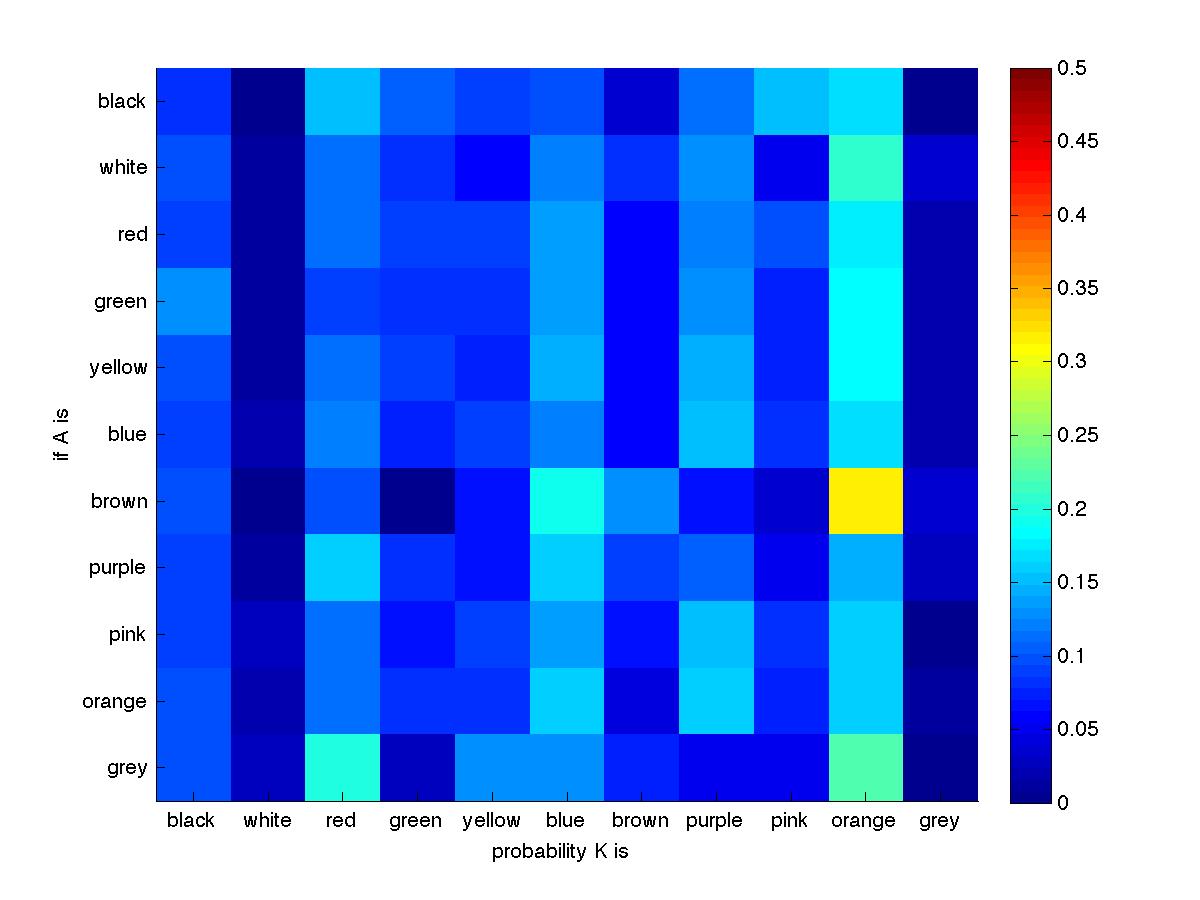 black
white
red
green
yellow
blue
brown
purple
pink
orange
grey
if A is
black white red green yellow blue brown purple pink orange grey
probability K is
0.5
0.45
0.4
0.35
0.3
0.25
0.2
0.15
0.1
0.05
0